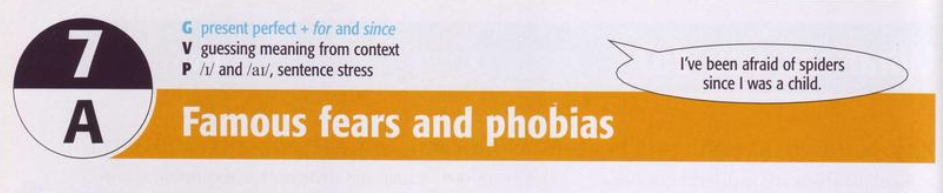 7
A
G present perfect + for and since
V guessing meaning from context
P /ɪ/ and /aɪ/, sentence stress
I've been afraid of spiders
since I was a child.
Famous fears and phobias